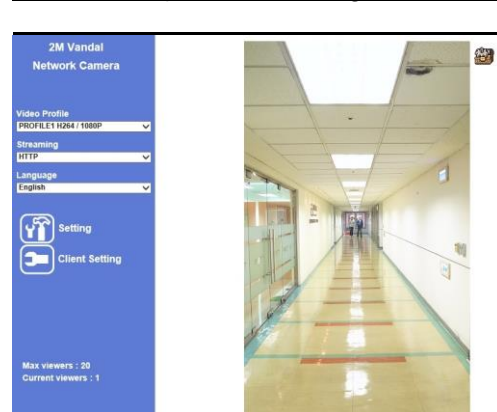 2M Vandal
Network Camera
Video Profile
PROFILE1 H264 / 1080P
Streaming
HTTP
Language
English
Setting
Client Setting
Max viewers : 20
Current viewers : 1